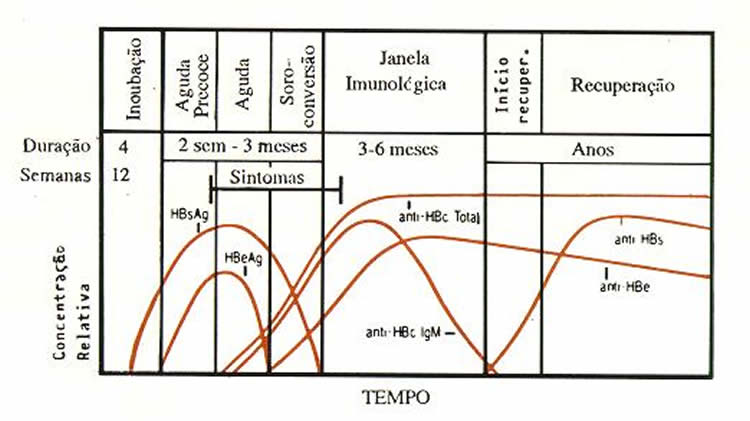 Inoubação
Aguda
Precoce
Aguda
Soro-
conversão
Janela
Imunológica
Início
recuper.
Recuperação
Duração 4 2 sem - 3 meses 3-6 meses Anos
Semanas 12 Sintomas
HBsAg
HBeAg
anti-HBc Total
anti HBs
anti-HBe
anti-HBc IgM
Concentração
Relativa
TEMPO